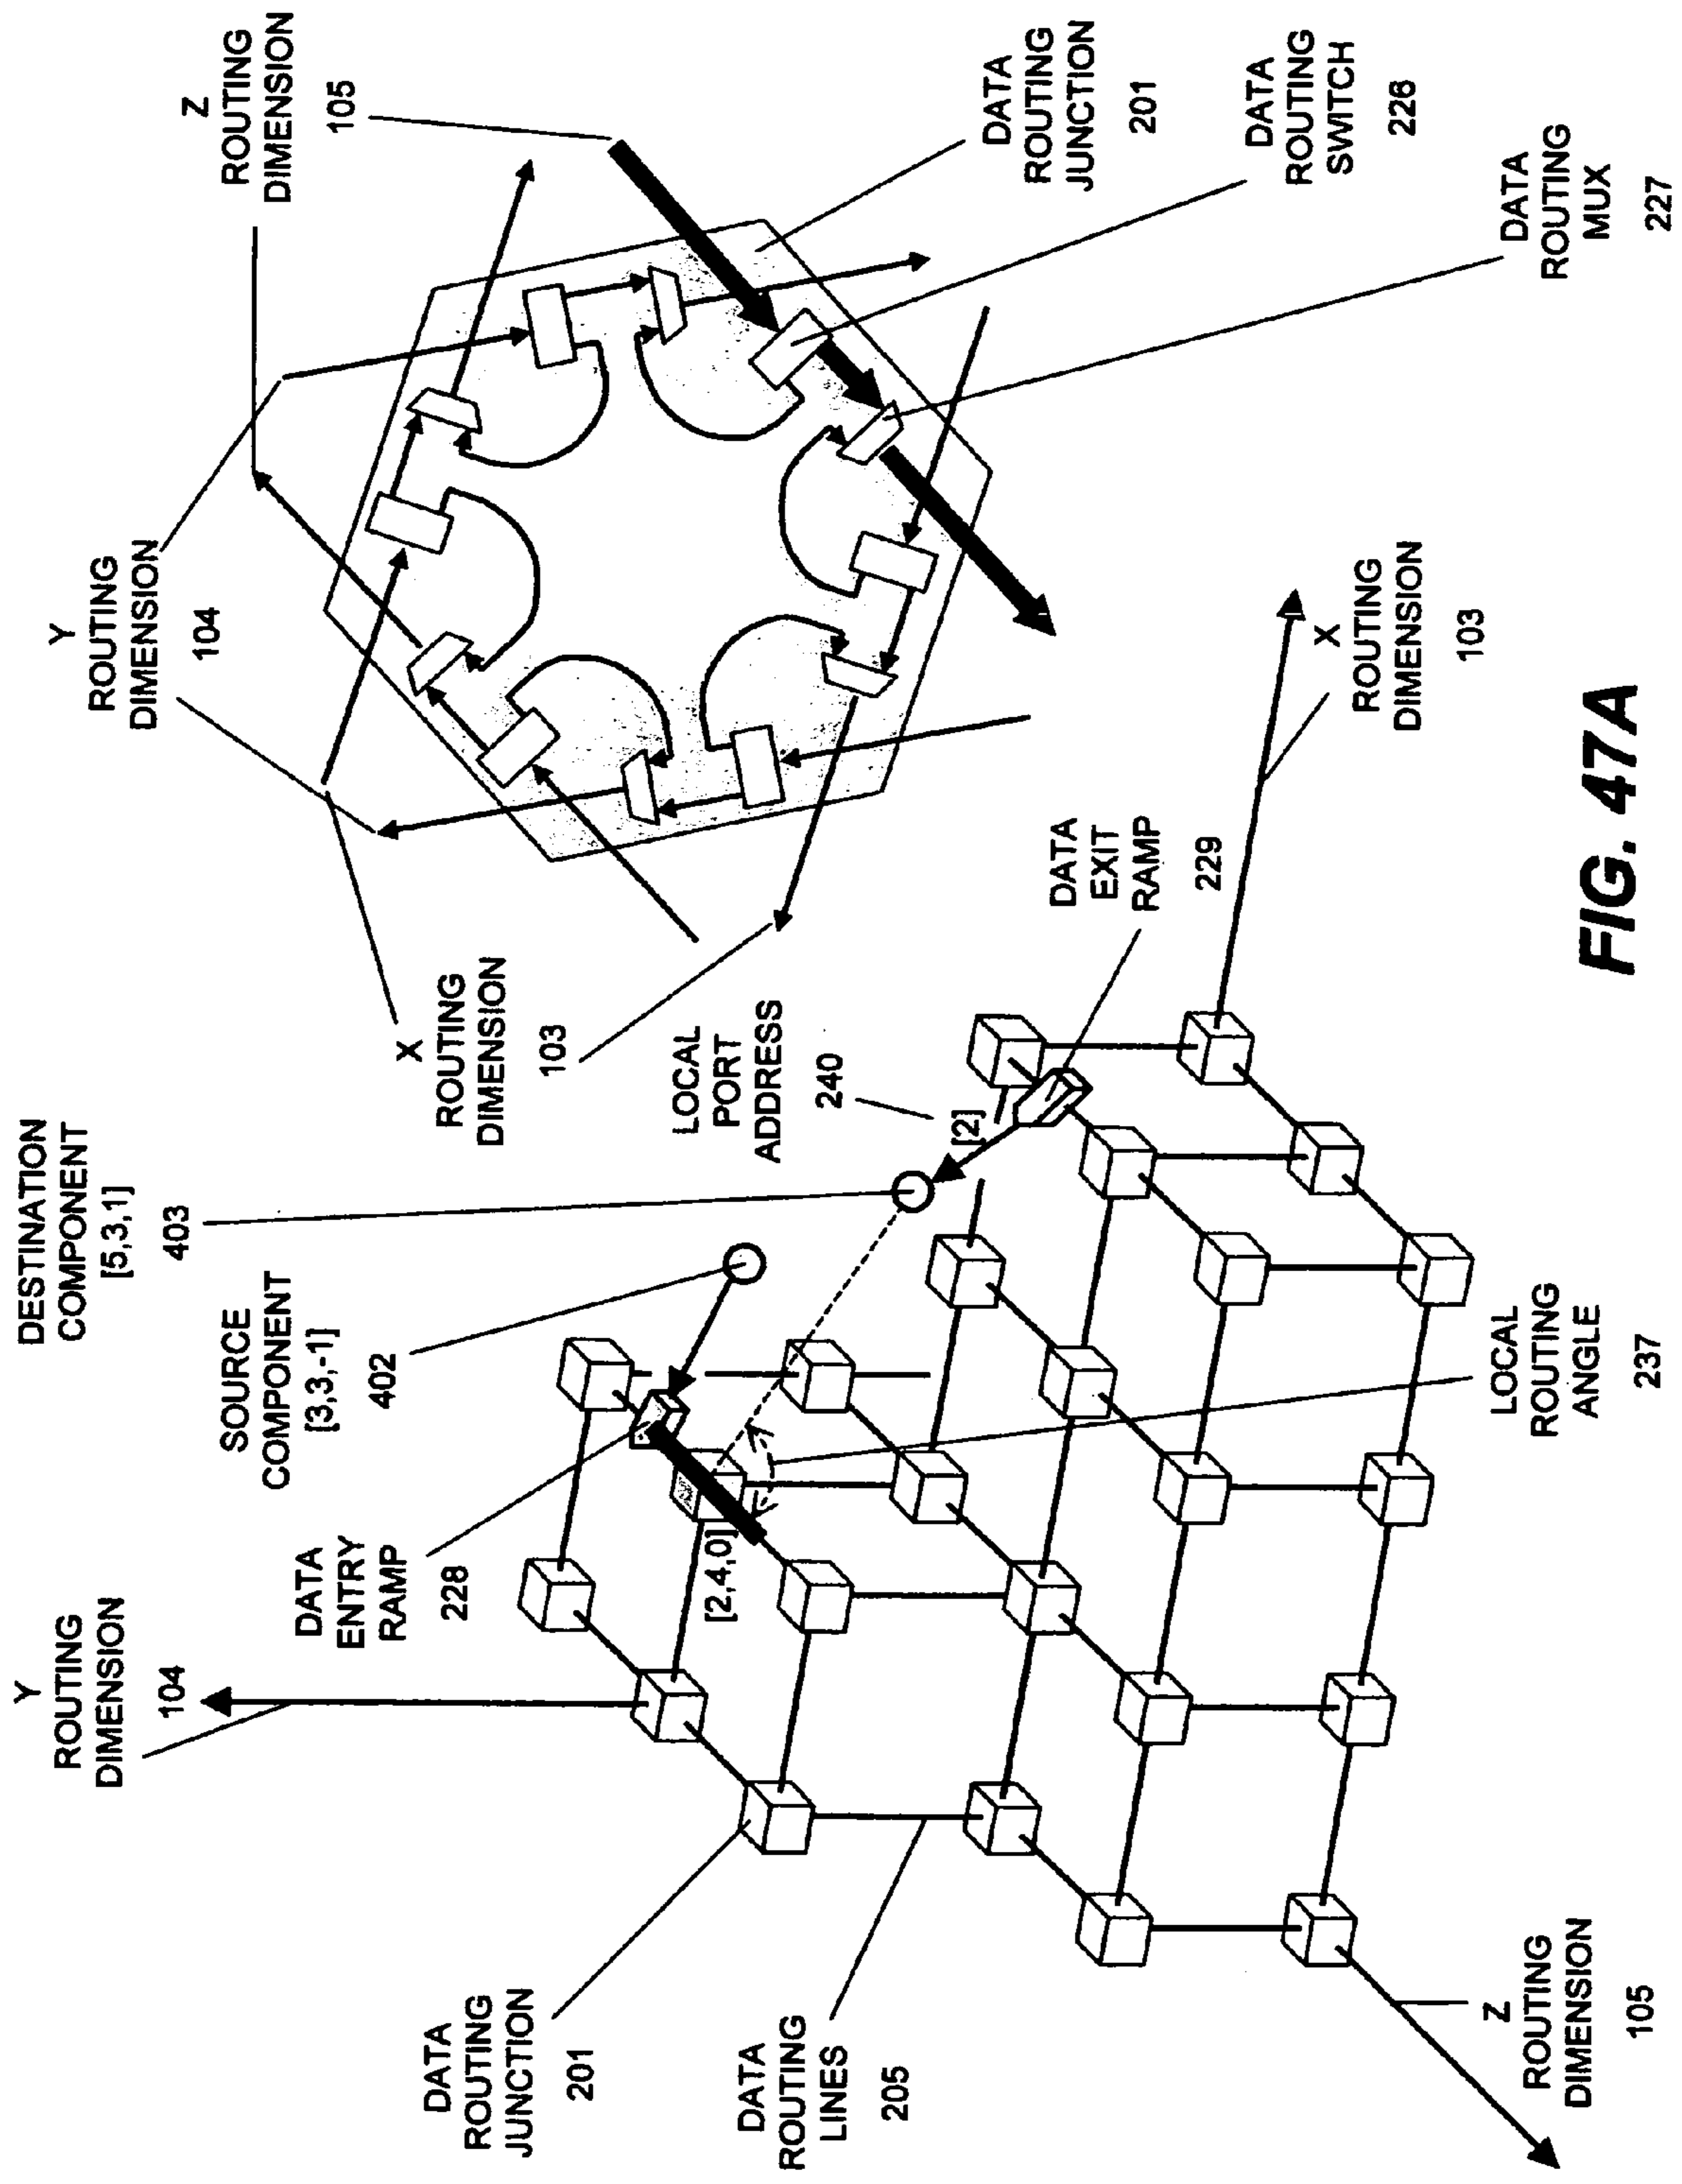 DESTINATION
COMPONENT
[5,3,1]
403
SOURCE
COMPONENT
[3,3,-1]
402
Y
ROUTING
DIMENSION
104
DATA
ENTRY
RAMP
228
DATA
ROUTING
JUNCTION
201
DATA
ROUTING
LINES
205
Z
ROUTING
DIMENSION
105
[2,4,0]
LOCAL
ROUTING
ANGLE
237
LOCAL
PORT
ADDRESS
240
[2]
DATA
EXIT
RAMP
229
X
ROUTING
DIMENSION
103
X
ROUTING
DIMENSION
103
Y
ROUTING
DIMENSION
104
Z
ROUTING
DIMENSION
105
DATA
ROUTING
JUNCTION
201
DATA
ROUTING
SWITCH
226
DATA
ROUTING
MUX
227
FIG. 47A